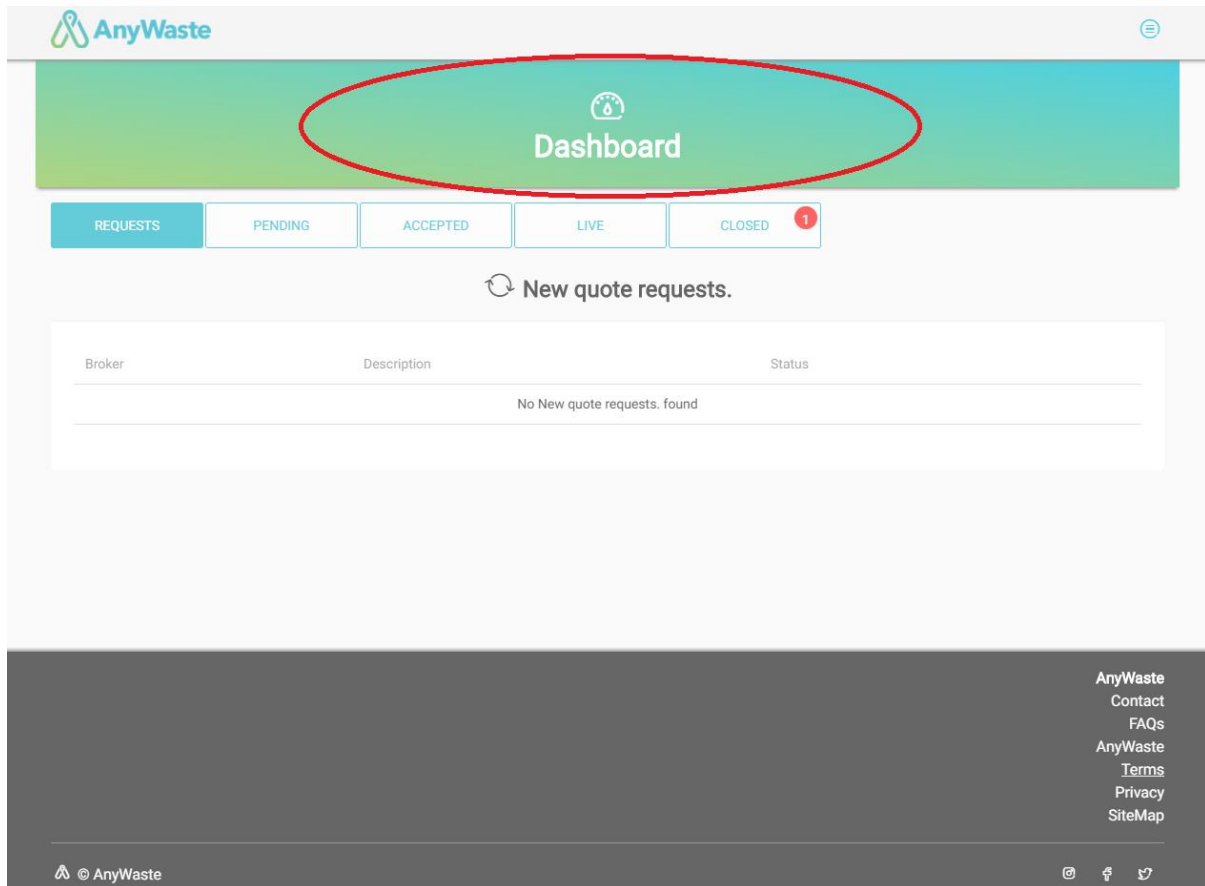 AnyWaste
Dashboard
REQUESTS PENDING ACCEPTED LIVE CLOSED 1
New quote requests.
Broker Description Status
No New quote requests. found
AnyWaste
Contact
FAQs
AnyWaste
Terms
Privacy
SiteMap
© AnyWaste